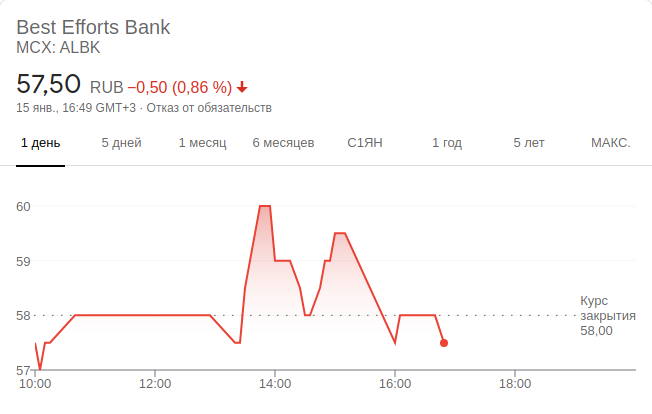 Best Efforts Bank
MCX: ALBK
57,50 RUB −0,50 (0,86 %)
15 янв., 16:49 GMT+3 · Отказ от обязательств
1 день 5 дней 1 месяц 6 месяцев С1ЯН 1 год 5 лет МАКС.
60
59
58
57
Курс
закрытия
58,00
10:00 12:00 14:00 16:00 18:00